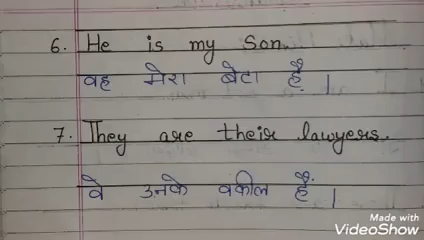 6. He is my Son.
वह मेरा बेटा है |
7. They are their lawyers.
वे उनके वकील हैं |
Made with
VideoShow